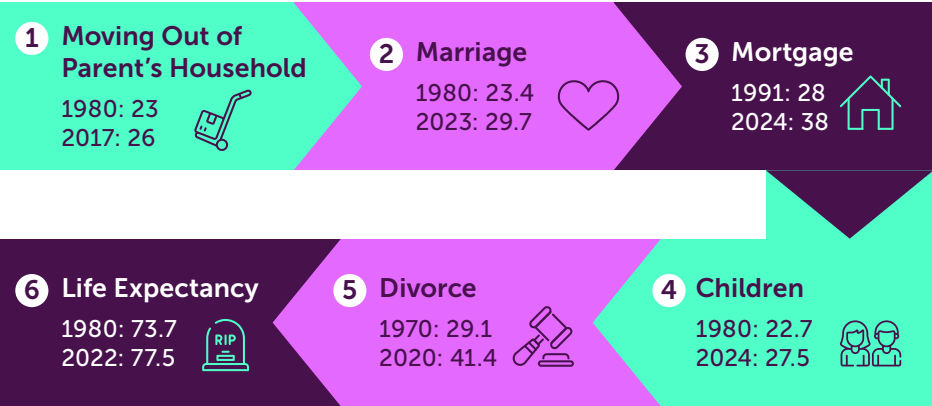 1 Moving Out of
Parent's Household
1980: 23
2017: 26
2 Marriage
1980: 23.4
2023: 29.7
3 Mortgage
1991: 28
2024: 38
4 Children
1980: 22.7
2024: 27.5
5 Divorce
1970: 29.1
2020: 41.4
6 Life Expectancy
1980: 73.7
2022: 77.5
RIP